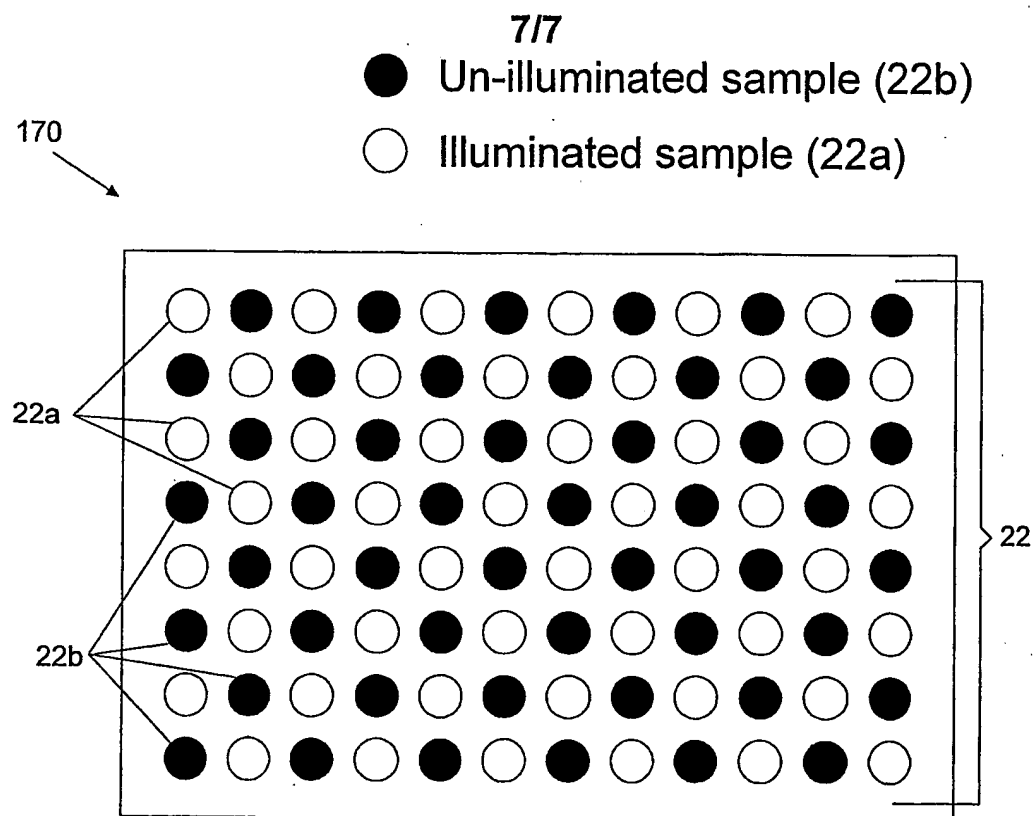 7/7
Un-illuminated sample (22b)
Illuminated sample (22a)
170
22a
22
22b